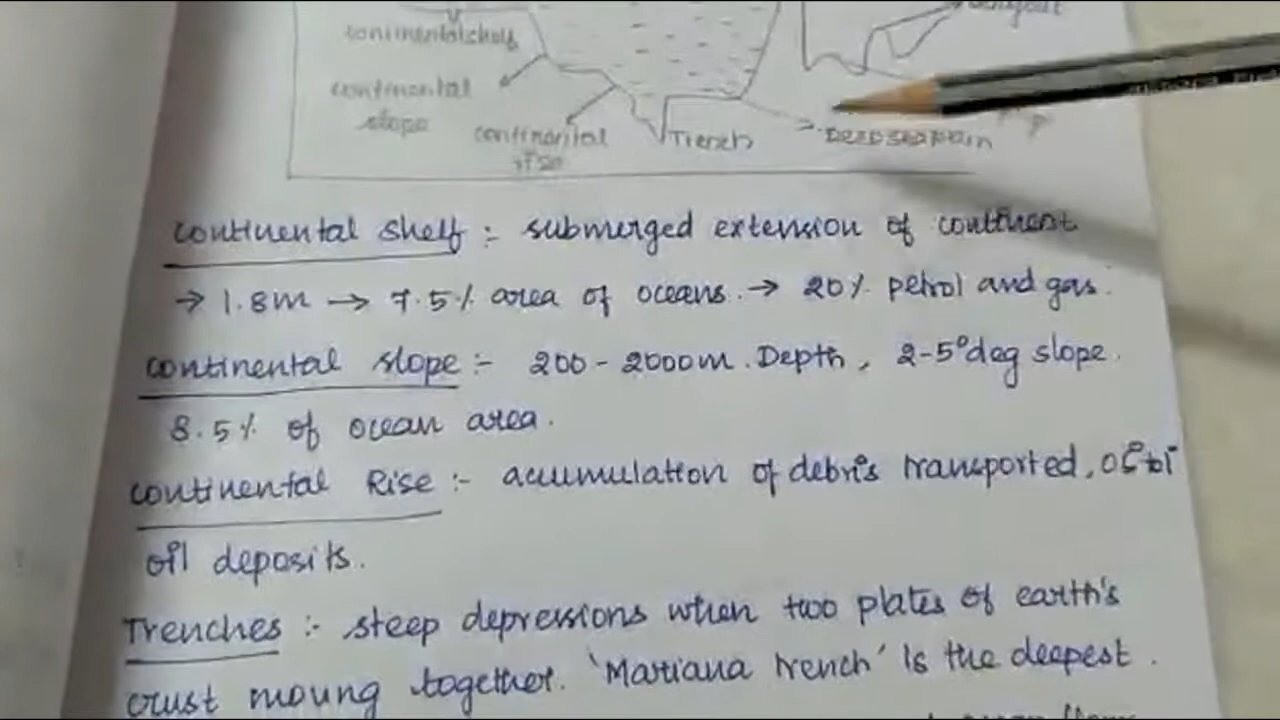 continental shelf
continental
slope
continental
rise
Trench
Deep sea plain
continental shelf :- submerged extension of continent
→ 1.8m → 7.5% area of oceans. → 20% petrol and gas.
continental slope :- 200 - 2000m. Depth, 2-5° deg slope.
8.5% of ocean area.
continental Rise :- acumulation of debris transported,
oil deposits.
Trenches :- steep depressions when two plates of earth's
crust moving together. 'Mariana trench' is the deepest.